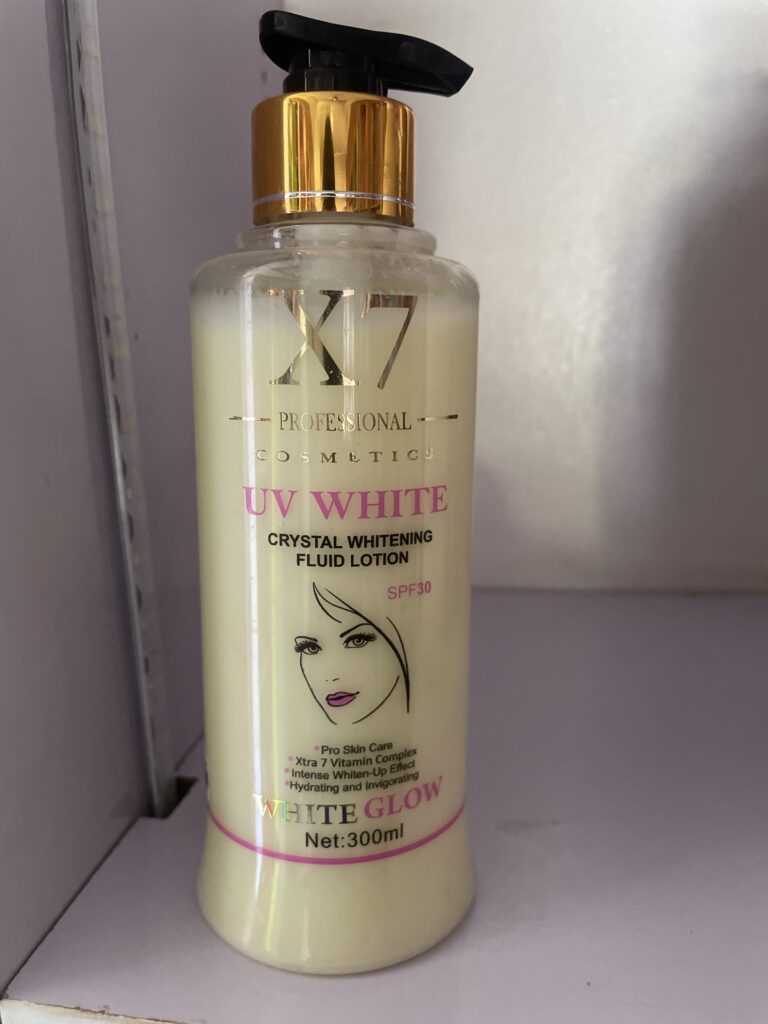 X7
PROFESSIONAL
COSMETICS
UV WHITE
CRYSTAL WHITENING
FLUID LOTION
SPF30
*Pro Skin Care
*Xtra 7 Vitamin Complex
*Intense Whiten-Up Effect
*Hydrating and Invigorating
WHITE GLOW
Net:300ml